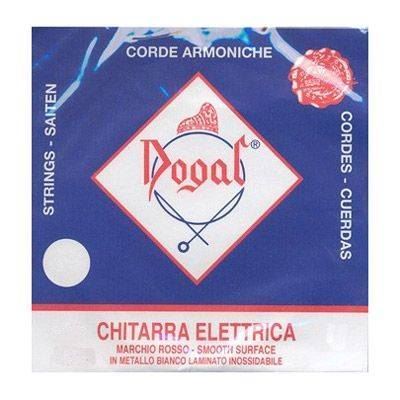 CORDE ARMONICHE
STRINGS - SAITEN
Dogal®
CORDES - CUERDAS
CHITARRA ELETTRICA
MARCHIO ROSSO - SMOOTH SURFACE
IN METALLO BIANCO LAMINATO INOSSIDABILE